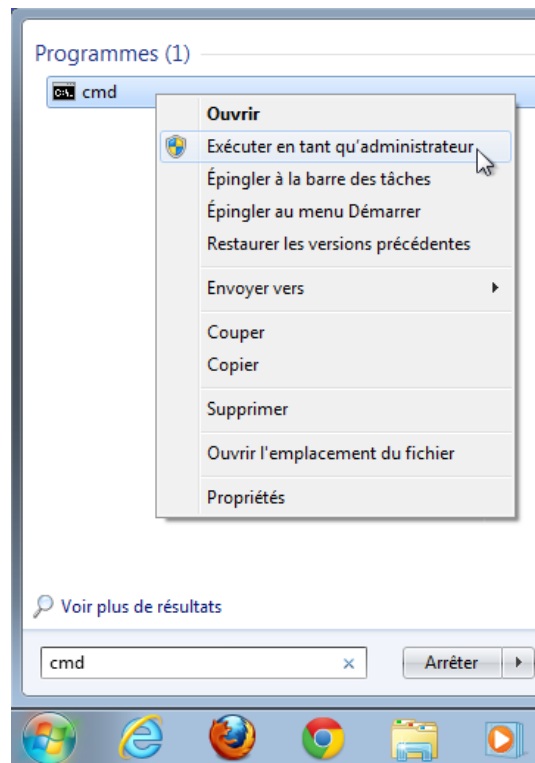 Programmes (1)
cmd
Ouvrir
Exécuter en tant qu'administrateur
Épingler à la barre des tâches
Épingler au menu Démarrer
Restaurer les versions précédentes
Envoyer vers
Couper
Copier
Supprimer
Ouvrir l'emplacement du fichier
Propriétés
Voir plus de résultats
cmd
Arrêter